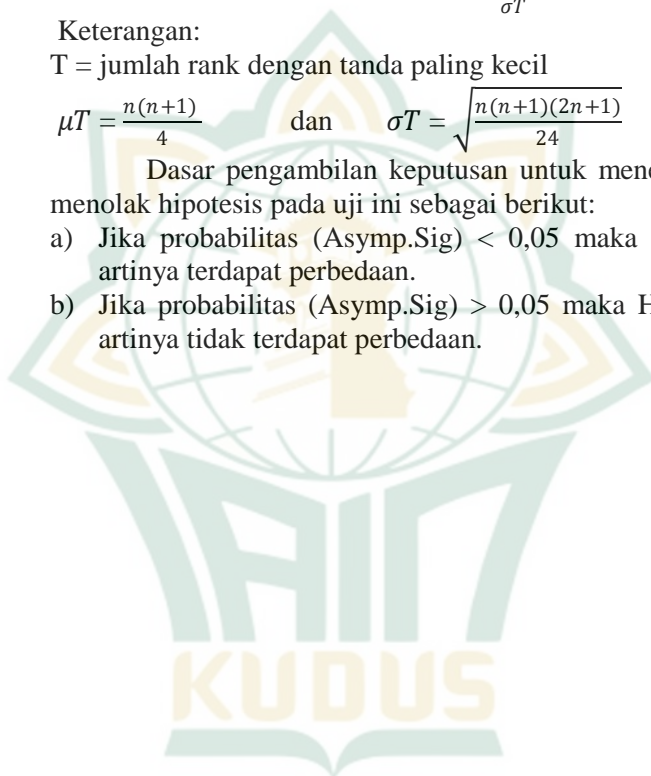 σT
Keterangan:
T = jumlah rank dengan tanda paling kecil
μT = n(n+1)/4 dan σT = √(n(n+1)(2n+1)/24)
Dasar pengambilan keputusan untuk
menolak hipotesis pada uji ini sebagai berikut:
a) Jika probabilitas (Asymp.Sig) < 0,05 maka
artinya terdapat perbedaan.
b) Jika probabilitas (Asymp.Sig) > 0,05 maka
artinya tidak terdapat perbedaan.
IAIN
KUDUS